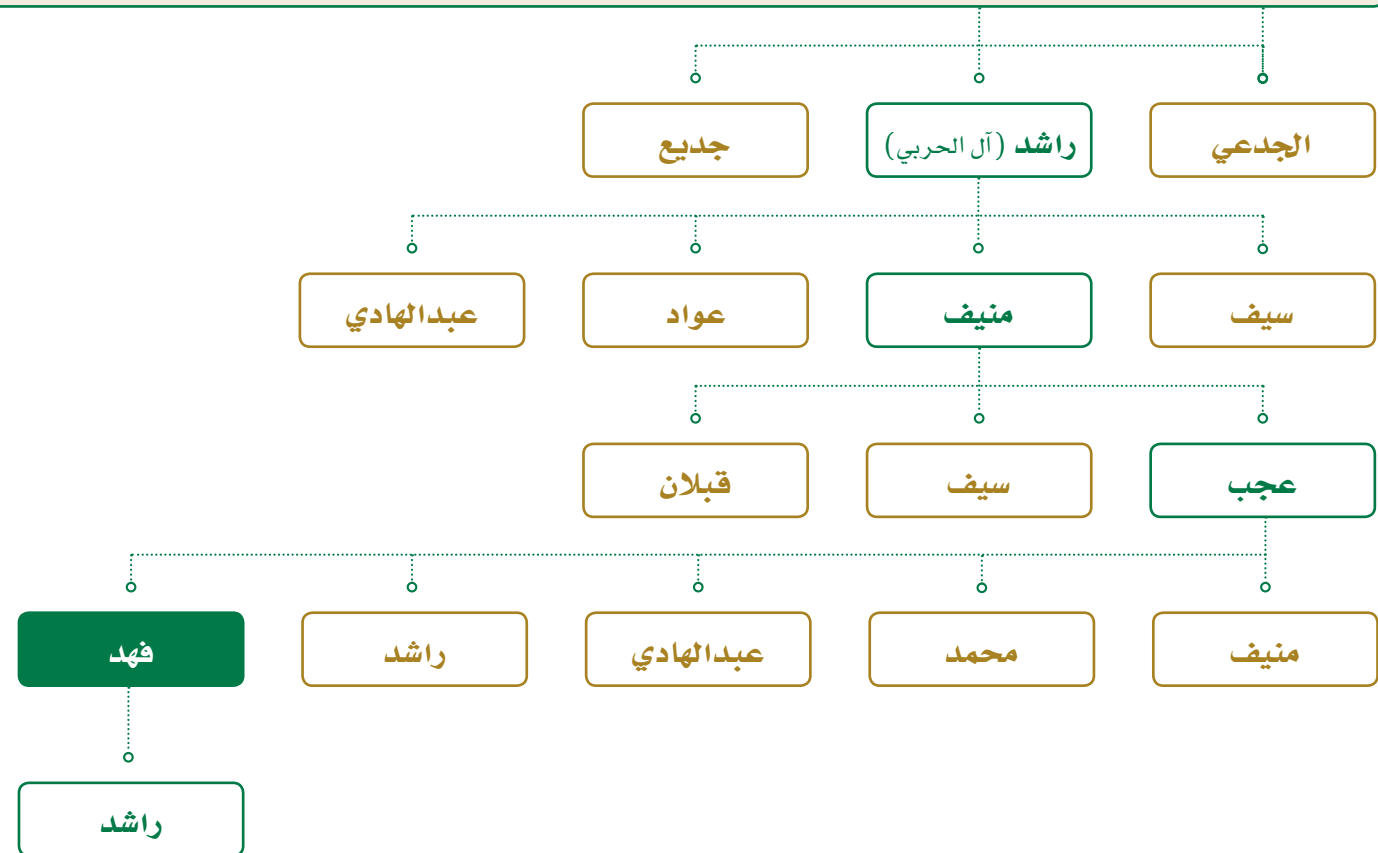 الجدعي
راشد (آل الحربي)
جديع
سيف
منيف
عواد
عبدالهادي
عجب
سيف
قبلان
منيف
محمد
عبدالهادي
راشد
فهد
راشد